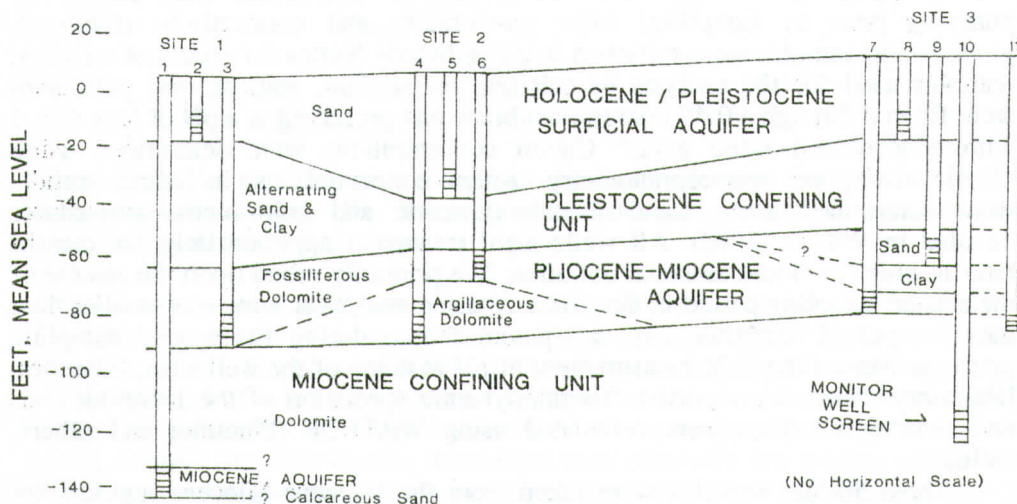 SITE 3
20
SITE 1
SITE 2
1
2
3
4
5
6
7
8
9
10
11
0
Sand
HOLOCENE / PLEISTOCENE
SURFICIAL AQUIFER
-20
Alternating
Sand &
Clay
-40
PLEISTOCENE CONFINING
UNIT
?
Sand
-60
Fossiliferous
Dolomite
PLIOCENE-MIOCENE
AQUIFER
Clay
Argillaceous
Dolomite
-80
FEET, MEAN SEA LEVEL
-100
MIOCENE CONFINING UNIT
Dolomite
MONITOR
WELL
SCREEN
-120
?
MIOCENE AQUIFER
-140
? Calcareous Sand
(No Horizontal Scale)